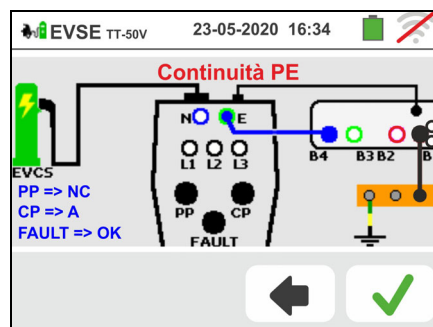 EVSE TT-50V 23-05-2020 16:34
Continuità PE
N E
L1 L2 L3
B4 B3 B2 B
EVCS
PP => NC
CP => A
FAULT => OK
PP CP
FAULT